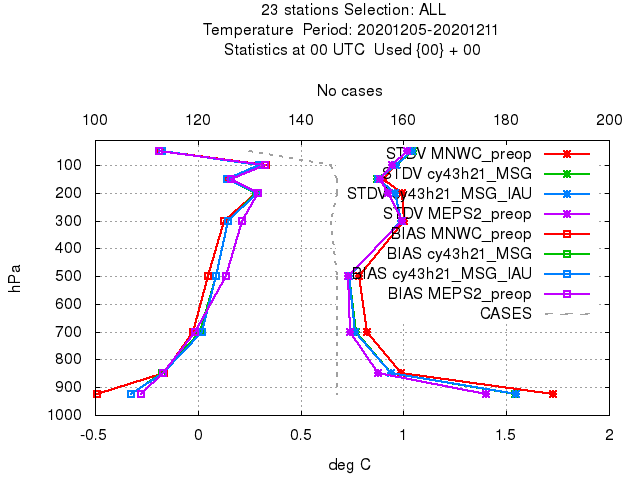 23 stations Selection: ALL
Temperature  Period: 20201205-20201211
Statistics at 00 UTC  Used {00} + 00
No cases
100 120 140 160 180 200
100
200
300
400
500
600
700
800
900
1000
hPa
STDV MNWC_preop
STDV cy43h21_MSG
STDV cy43h21_MSG_IAU
STDV MEPS2_preop
BIAS MNWC_preop
BIAS cy43h21_MSG
BIAS cy43h21_MSG_IAU
BIAS MEPS2_preop
CASES
-0.5 0 0.5 1 1.5 2
deg C